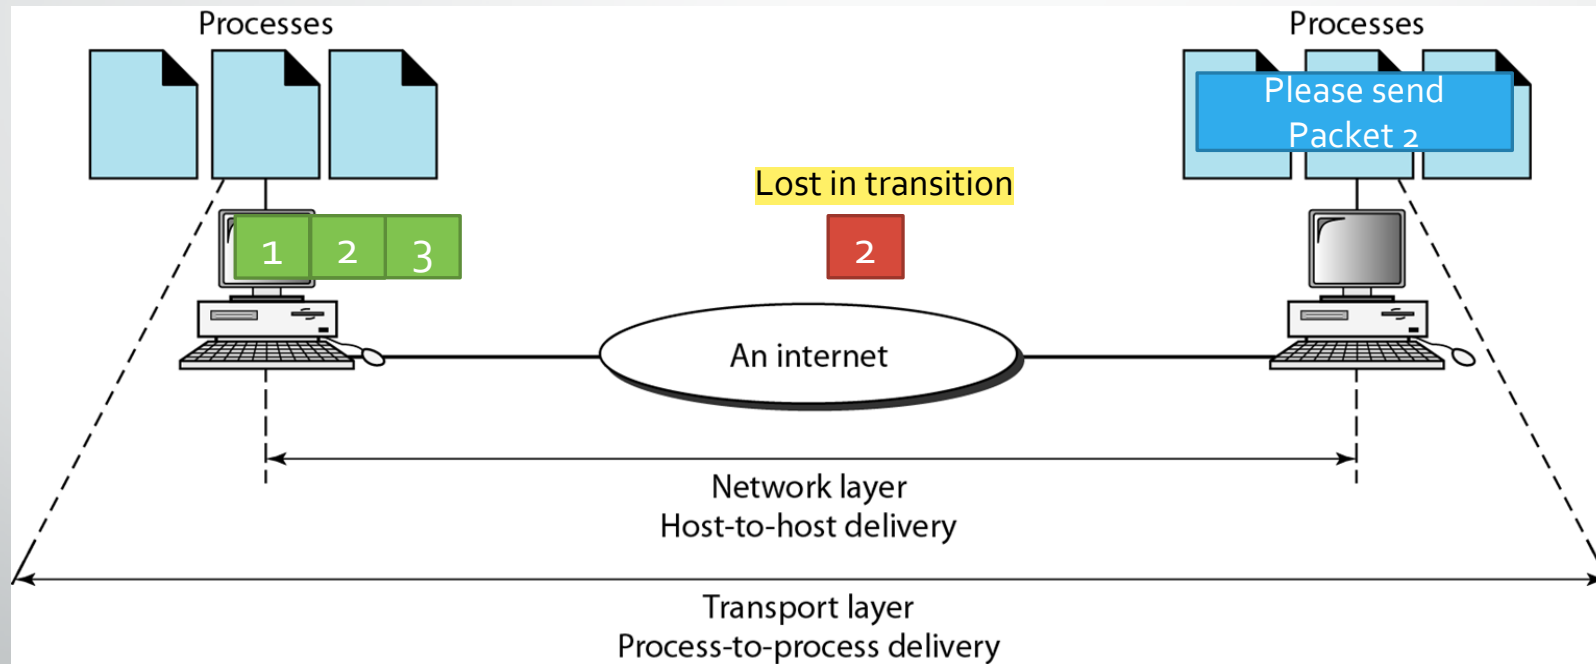 Processes
Processes
Please send
Packet 2
Lost in transition
1 2 3
2
An internet
Network layer
Host-to-host delivery
Transport layer
Process-to-process delivery